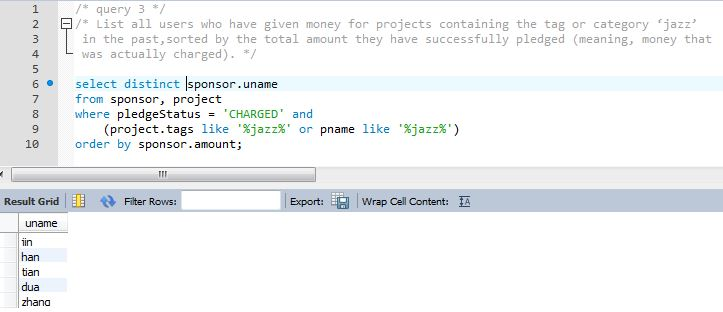 1 /* query 3 */
2 /* List all users who have given money for projects containing the tag or category ‘jazz’
3 in the past,sorted by the total amount they have successfully pledged (meaning, money that
4 was actually charged). */
5
6 select distinct sponsor.uname
7 from sponsor, project
8 where pledgeStatus = 'CHARGED' and
9 (project.tags like '%jazz%' or pname like '%jazz%')
10 order by sponsor.amount;
Result Grid Filter Rows: Export: Wrap Cell Content:
uname
han
tian
dua
zhang